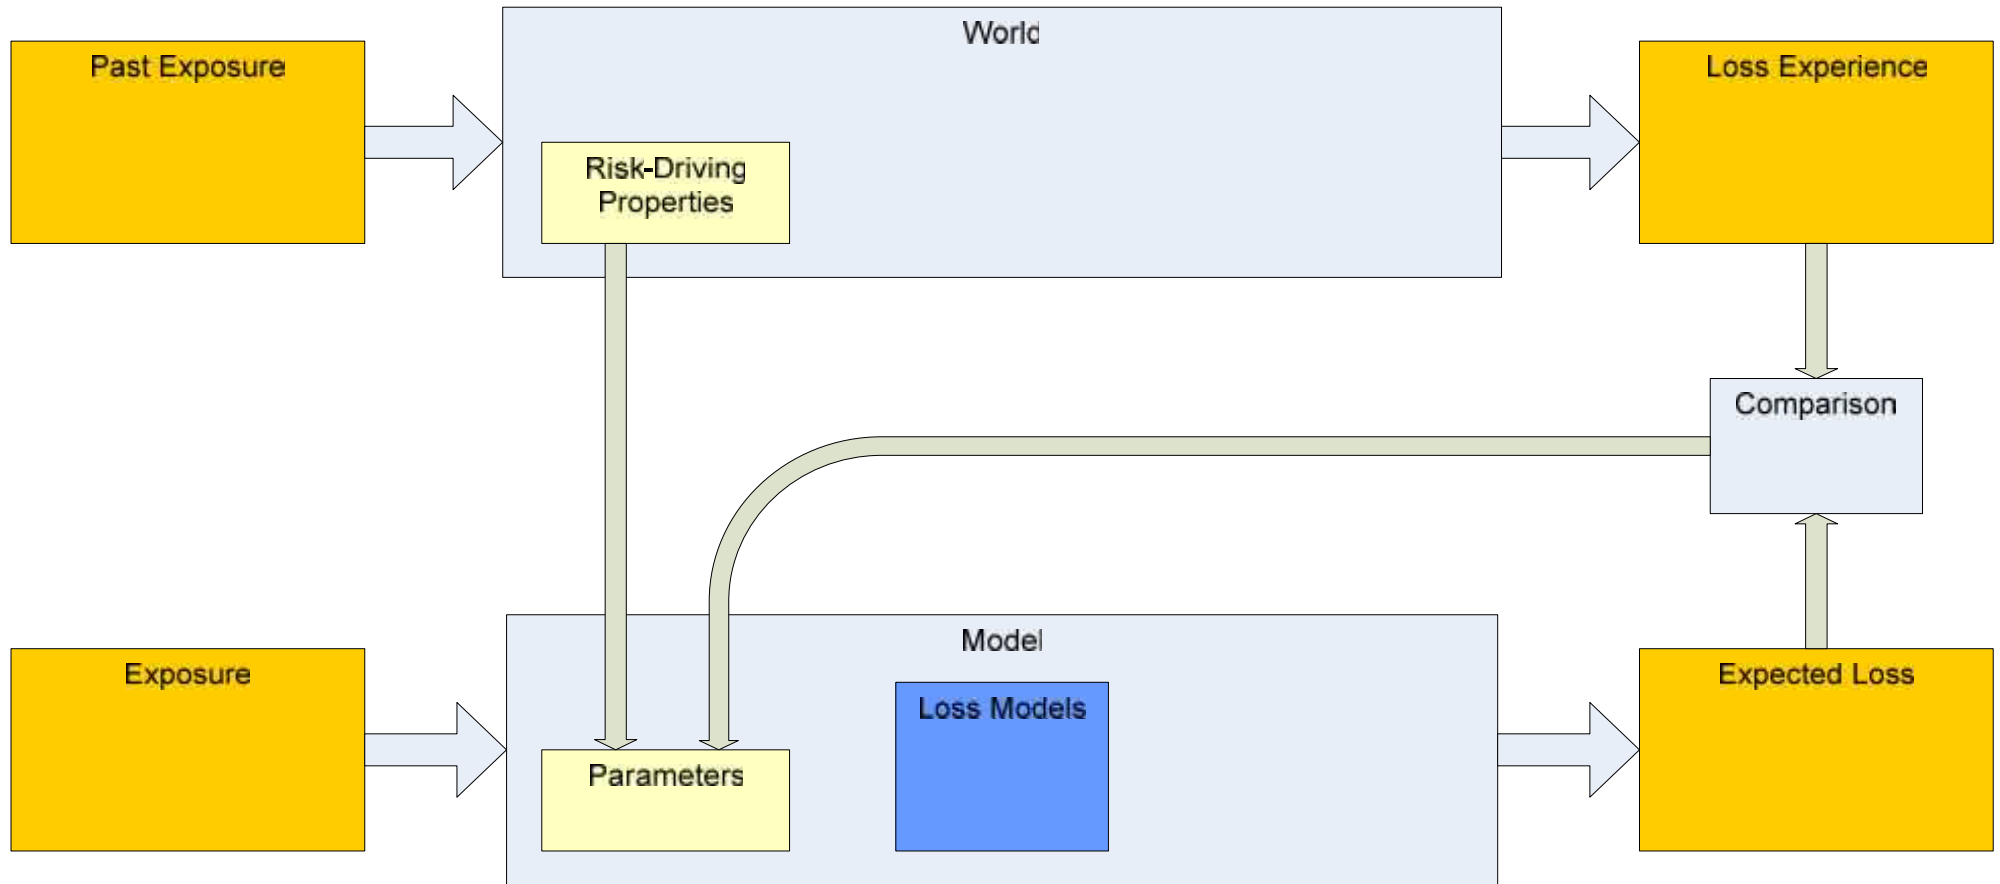 World
Past Exposure
Loss Experience
Risk-Driving
Properties
Comparison
Model
Exposure
Expected Loss
Loss Models
Parameters